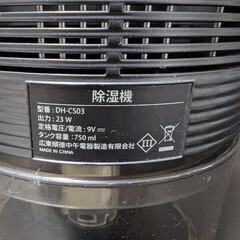 除湿機
型番：DH-CS03
出力：23 W
定格電圧/電流：9V⎓
タンク容量：750 ml
広東順徳中午電器製造有限公司
MADE IN CHINA